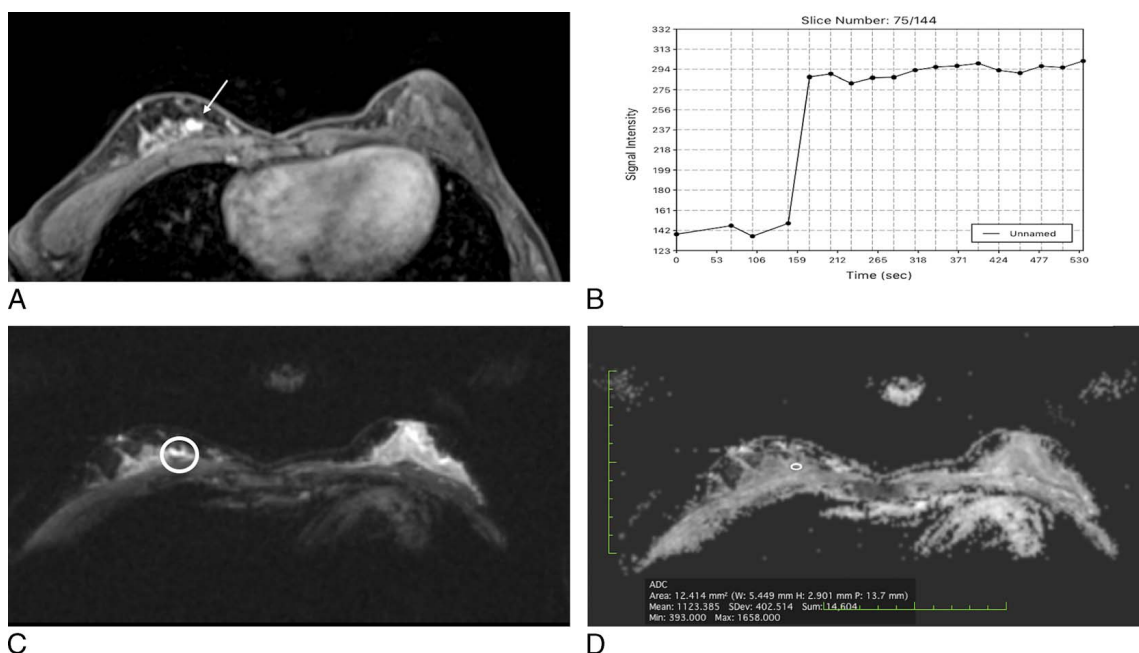 Slice Number: 75/144
332
313
294
275
256
237
218
199
180
161
142
123
Signal Intensity
0 53 106 159 212 265 318 371 424 477 530
Time (sec)
Unnamed
A
B
ADC
Area: 12.414 mm² (W: 5.449 mm H: 2.901 mm P: 13.7 mm)
Mean: 1123.385 SDev: 402.514 Sum: 14,604
Min: 393.000 Max: 1658.000
C
D